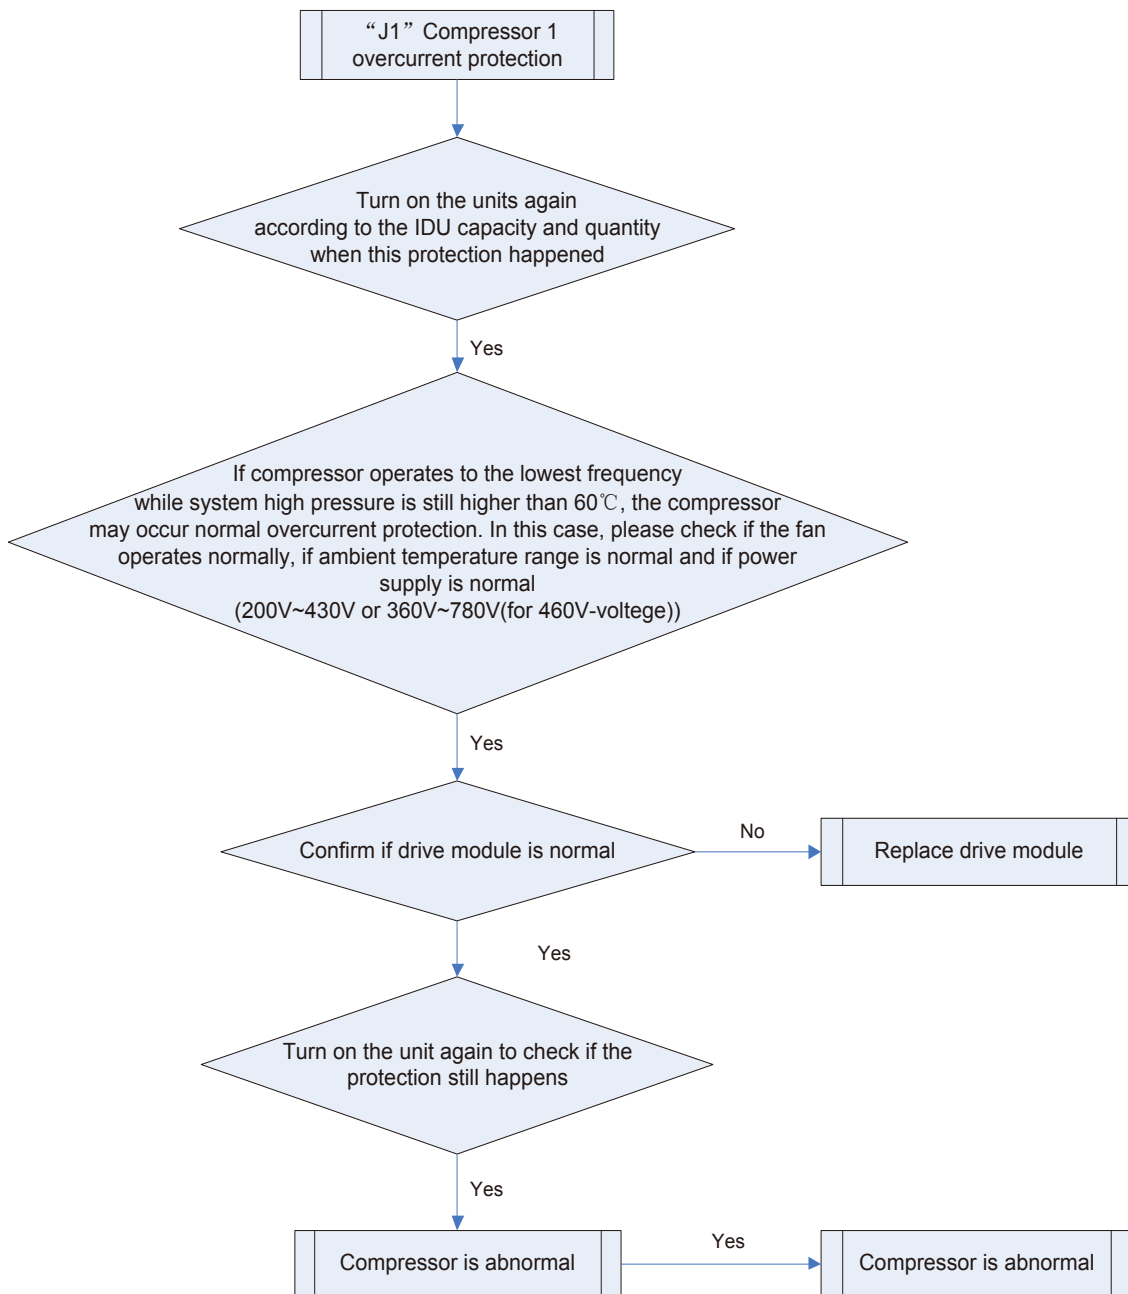 “J1” Compressor 1
overcurrent protection
Turn on the units again
according to the IDU capacity and quantity
when this protection happened
Yes
If compressor operates to the lowest frequency
while system high pressure is still higher than 60℃, the compressor
may occur normal overcurrent protection. In this case, please check if the fan
operates normally, if ambient temperature range is normal and if power
supply is normal
(200V~430V or 360V~780V(for 460V-voltege))
Yes
Confirm if drive module is normal
No
Replace drive module
Yes
Turn on the unit again to check if the
protection still happens
Yes
Compressor is abnormal
Yes
Compressor is abnormal